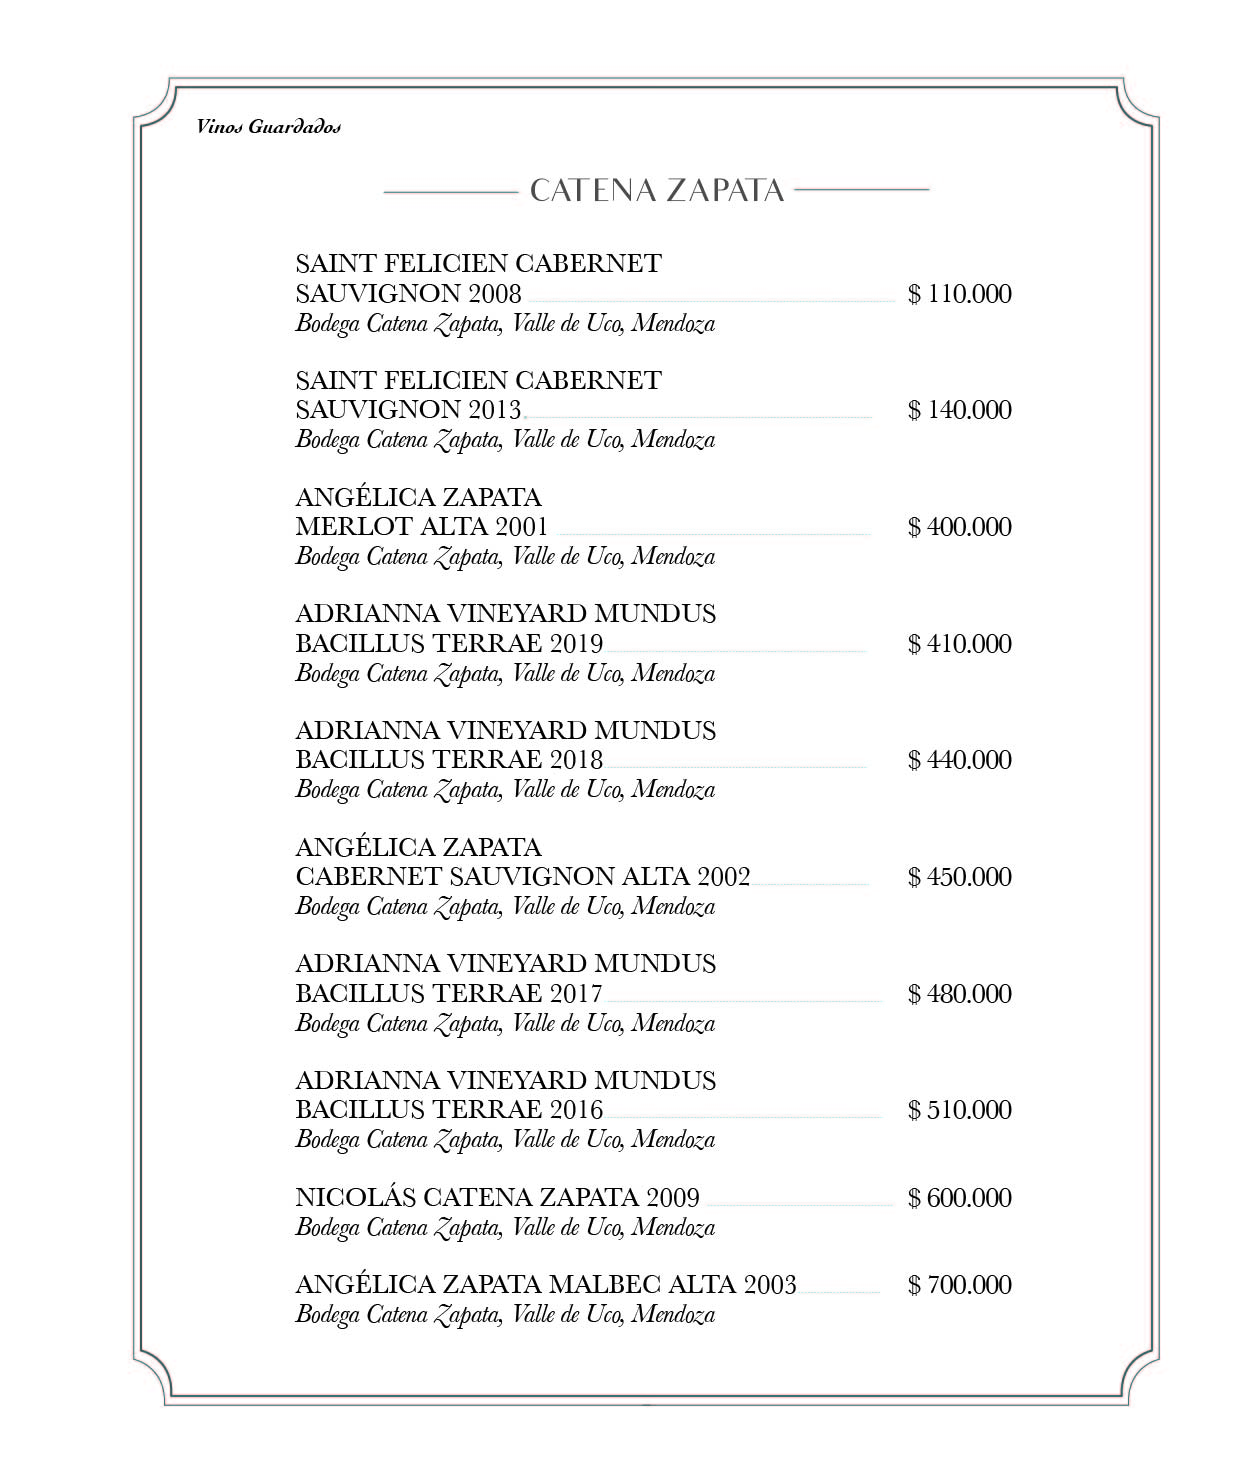 Vinos Guardados
CATENA ZAPATA
SAINT FELICIEN CABERNET
SAUVIGNON 2008 $ 110.000
Bodega Catena Zapata, Valle de Uco, Mendoza
SAINT FELICIEN CABERNET
SAUVIGNON 2013 $ 140.000
Bodega Catena Zapata, Valle de Uco, Mendoza
ANGÉLICA ZAPATA
MERLOT ALTA 2001 $ 400.000
Bodega Catena Zapata, Valle de Uco, Mendoza
ADRIANNA VINEYARD MUNDUS
BACILLUS TERRAE 2019 $ 410.000
Bodega Catena Zapata, Valle de Uco, Mendoza
ADRIANNA VINEYARD MUNDUS
BACILLUS TERRAE 2018 $ 440.000
Bodega Catena Zapata, Valle de Uco, Mendoza
ANGÉLICA ZAPATA
CABERNET SAUVIGNON ALTA 2002 $ 450.000
Bodega Catena Zapata, Valle de Uco, Mendoza
ADRIANNA VINEYARD MUNDUS
BACILLUS TERRAE 2017 $ 480.000
Bodega Catena Zapata, Valle de Uco, Mendoza
ADRIANNA VINEYARD MUNDUS
BACILLUS TERRAE 2016 $ 510.000
Bodega Catena Zapata, Valle de Uco, Mendoza
NICOLÁS CATENA ZAPATA 2009 $ 600.000
Bodega Catena Zapata, Valle de Uco, Mendoza
ANGÉLICA ZAPATA MALBEC ALTA 2003 $ 700.000
Bodega Catena Zapata, Valle de Uco, Mendoza